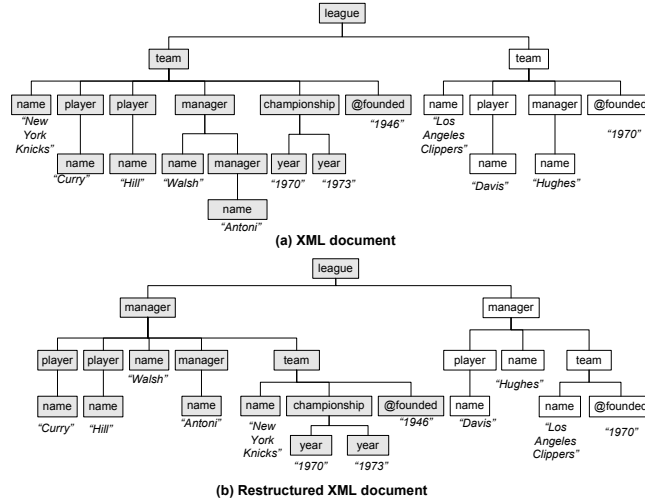 league
team team
name player player manager championship @founded name player manager @founded
"New York Knicks" "1946" "Los Angeles Clippers" "1970"
name name name manager year year name name
"Curry" "Hill" "Walsh" "1970" "1973" "Davis" "Hughes"
name
"Antoni"
(a) XML document
league
manager manager
player player name manager team player name team
"Walsh" "Hughes"
name name name name championship @founded name name @founded
"Curry" "Hill" "Antoni" "New York Knicks" "1946" "Davis" "Los Angeles Clippers" "1970"
year year
"1970" "1973"
(b) Restructured XML document